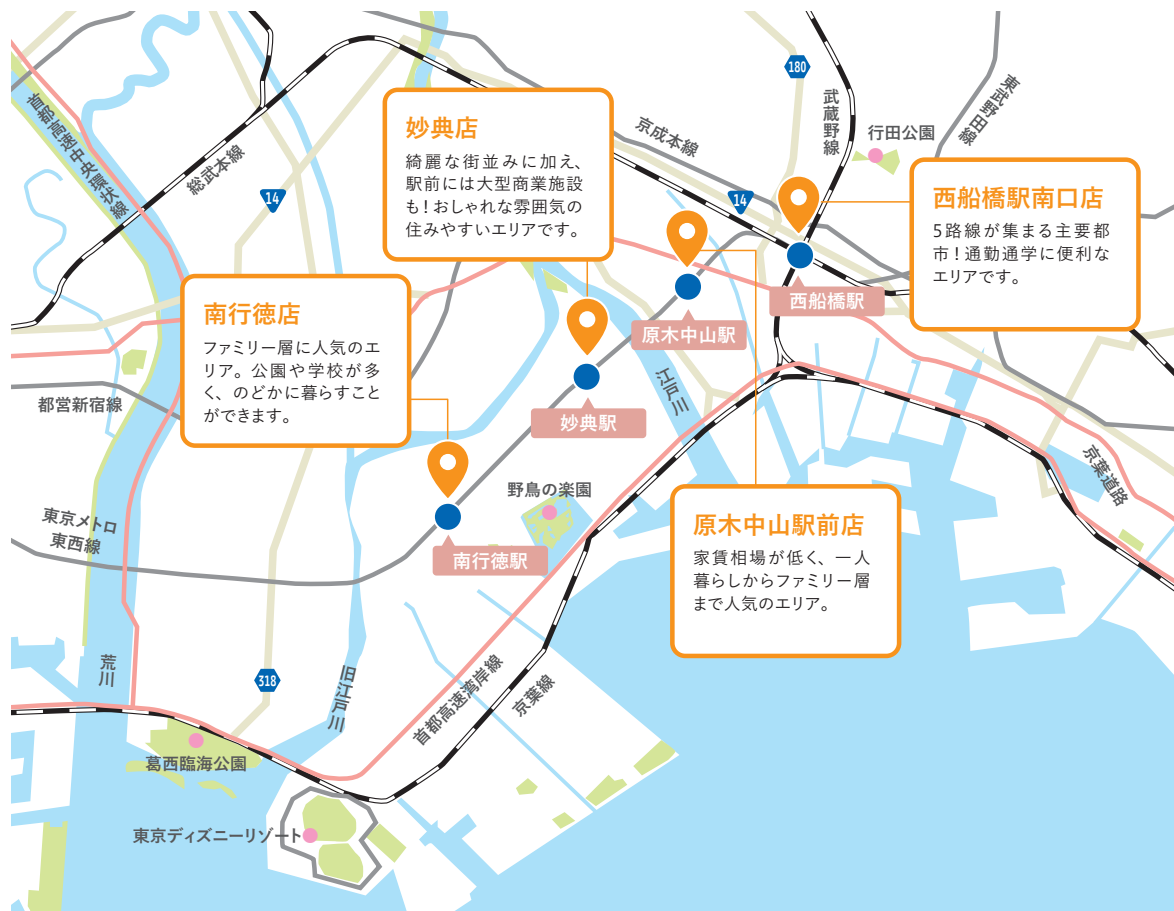 首都高速中央環状線
総武本線
14
妙典店
綺麗な街並みに加え、
駅前には大型商業施設
も!おしゃれな雰囲気の
住みやすいエリアです。
京成本線
180
武蔵野線
行田公園
東武野田線
14
西船橋駅南口店
5路線が集まる主要都
市!通勤通学に便利な
エリアです。
西船橋駅
原木中山駅
南行徳店
ファミリー層に人気のエ
リア。公園や学校が多
く、のどかに暮らすこと
ができます。
都営新宿線
妙典駅
江戸川
京葉道路
野鳥の楽園
東京メトロ
東西線
南行徳駅
原木中山駅前店
家賃相場が低く、一人
暮らしからファミリー層
まで人気のエリア。
荒川
318
旧江戸川
首都高速湾岸線
京葉線
葛西臨海公園
東京ディズニーリゾート